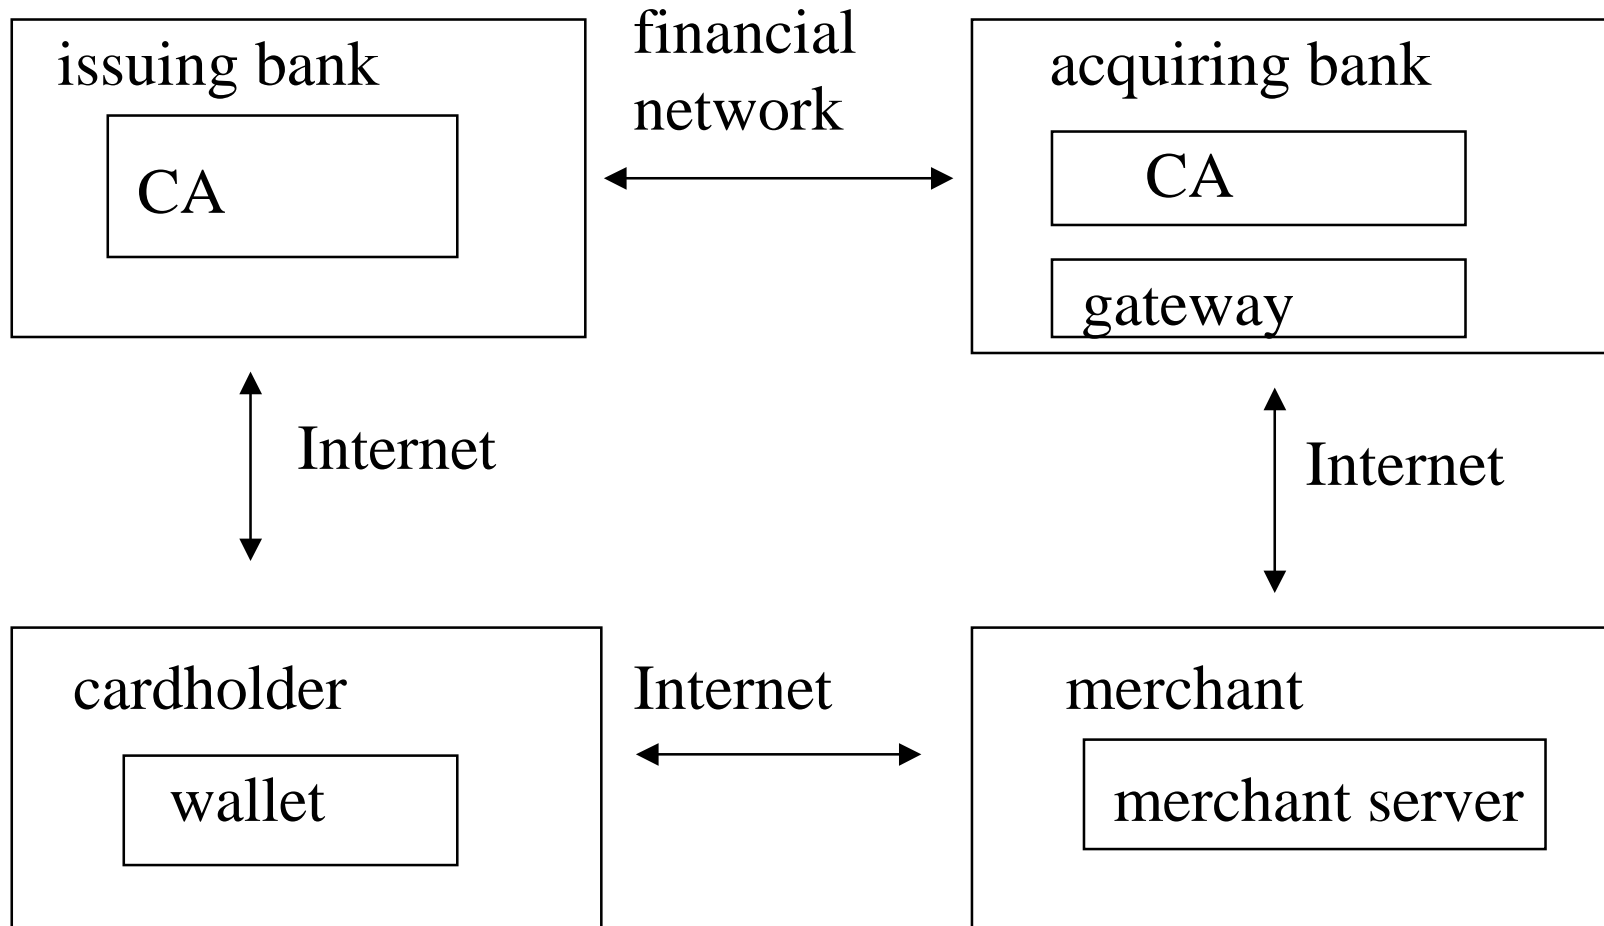 issuing bank
CA
financial
network
acquiring bank
CA
gateway
Internet
Internet
cardholder
wallet
Internet
merchant
merchant server